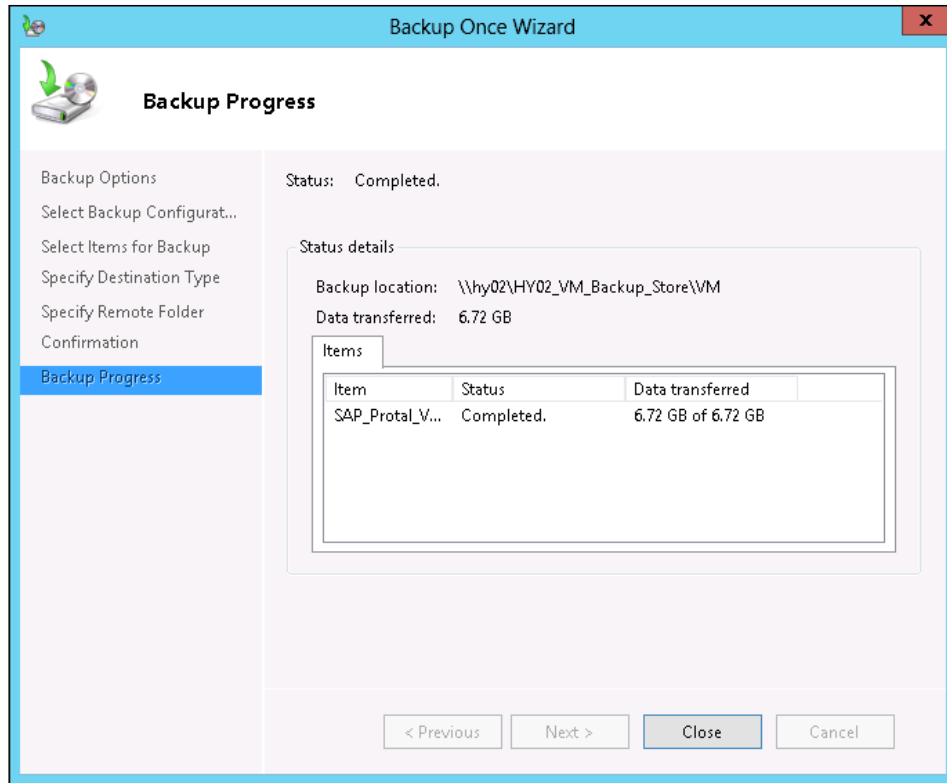 Backup Once Wizard
x
Backup Progress
Backup Options
Select Backup Configurat...
Select Items for Backup
Specify Destination Type
Specify Remote Folder
Confirmation
Backup Progress
Status: Completed.
Status details
Backup location: \\hy02\HY02_VM_Backup_Store\VM
Data transferred: 6.72 GB
Items
Item Status Data transferred
SAP_Protal_V... Completed. 6.72 GB of 6.72 GB
< Previous Next > Close Cancel